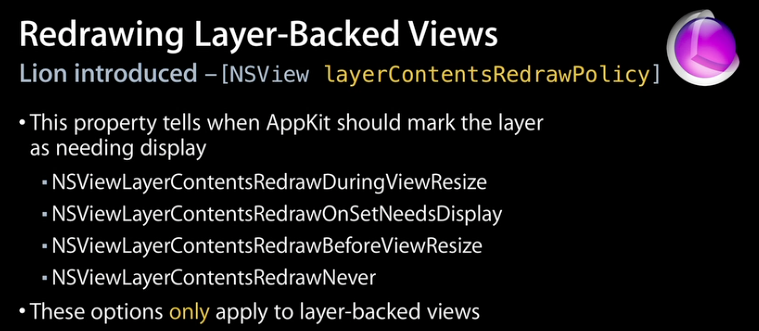 Redrawing Layer-Backed Views
Lion introduced –[NSView layerContentsRedrawPolicy]
• This property tells when AppKit should mark the layer
as needing display
▪ NSViewLayerContentsRedrawDuringViewResize
▪ NSViewLayerContentsRedrawOnSetNeedsDisplay
▪ NSViewLayerContentsRedrawBeforeViewResize
▪ NSViewLayerContentsRedrawNever
• These options only apply to layer-backed views